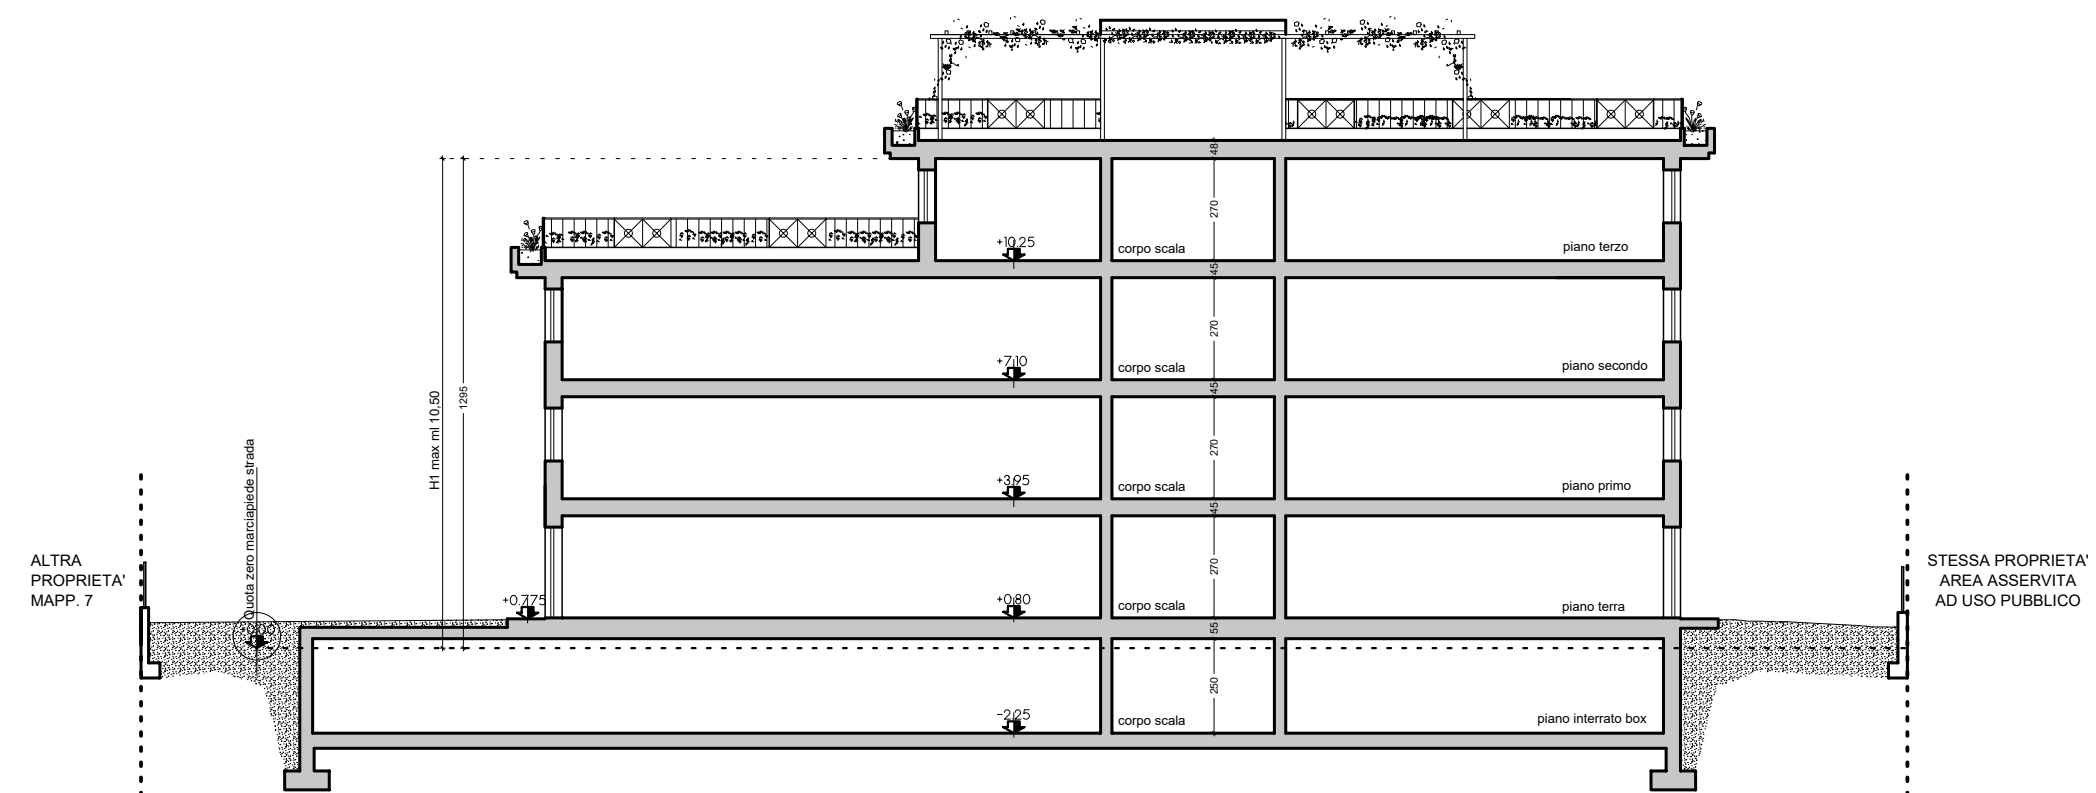 48
270
+10,25
corpo scala
piano terzo
45
270
+7,10
corpo scala
piano secondo
45
H1 max ml 10,50
1295
270
+3,95
corpo scala
piano primo
45
Quota zero marciapiede strada
ALTRA
PROPRIETA'
MAPP. 7
270
STESSA PROPRIETA'
AREA ASSERVITA
AD USO PUBBLICO
+0.775
+0,80
corpo scala
piano terra
55
250
-2,25
corpo scala
piano interrato box